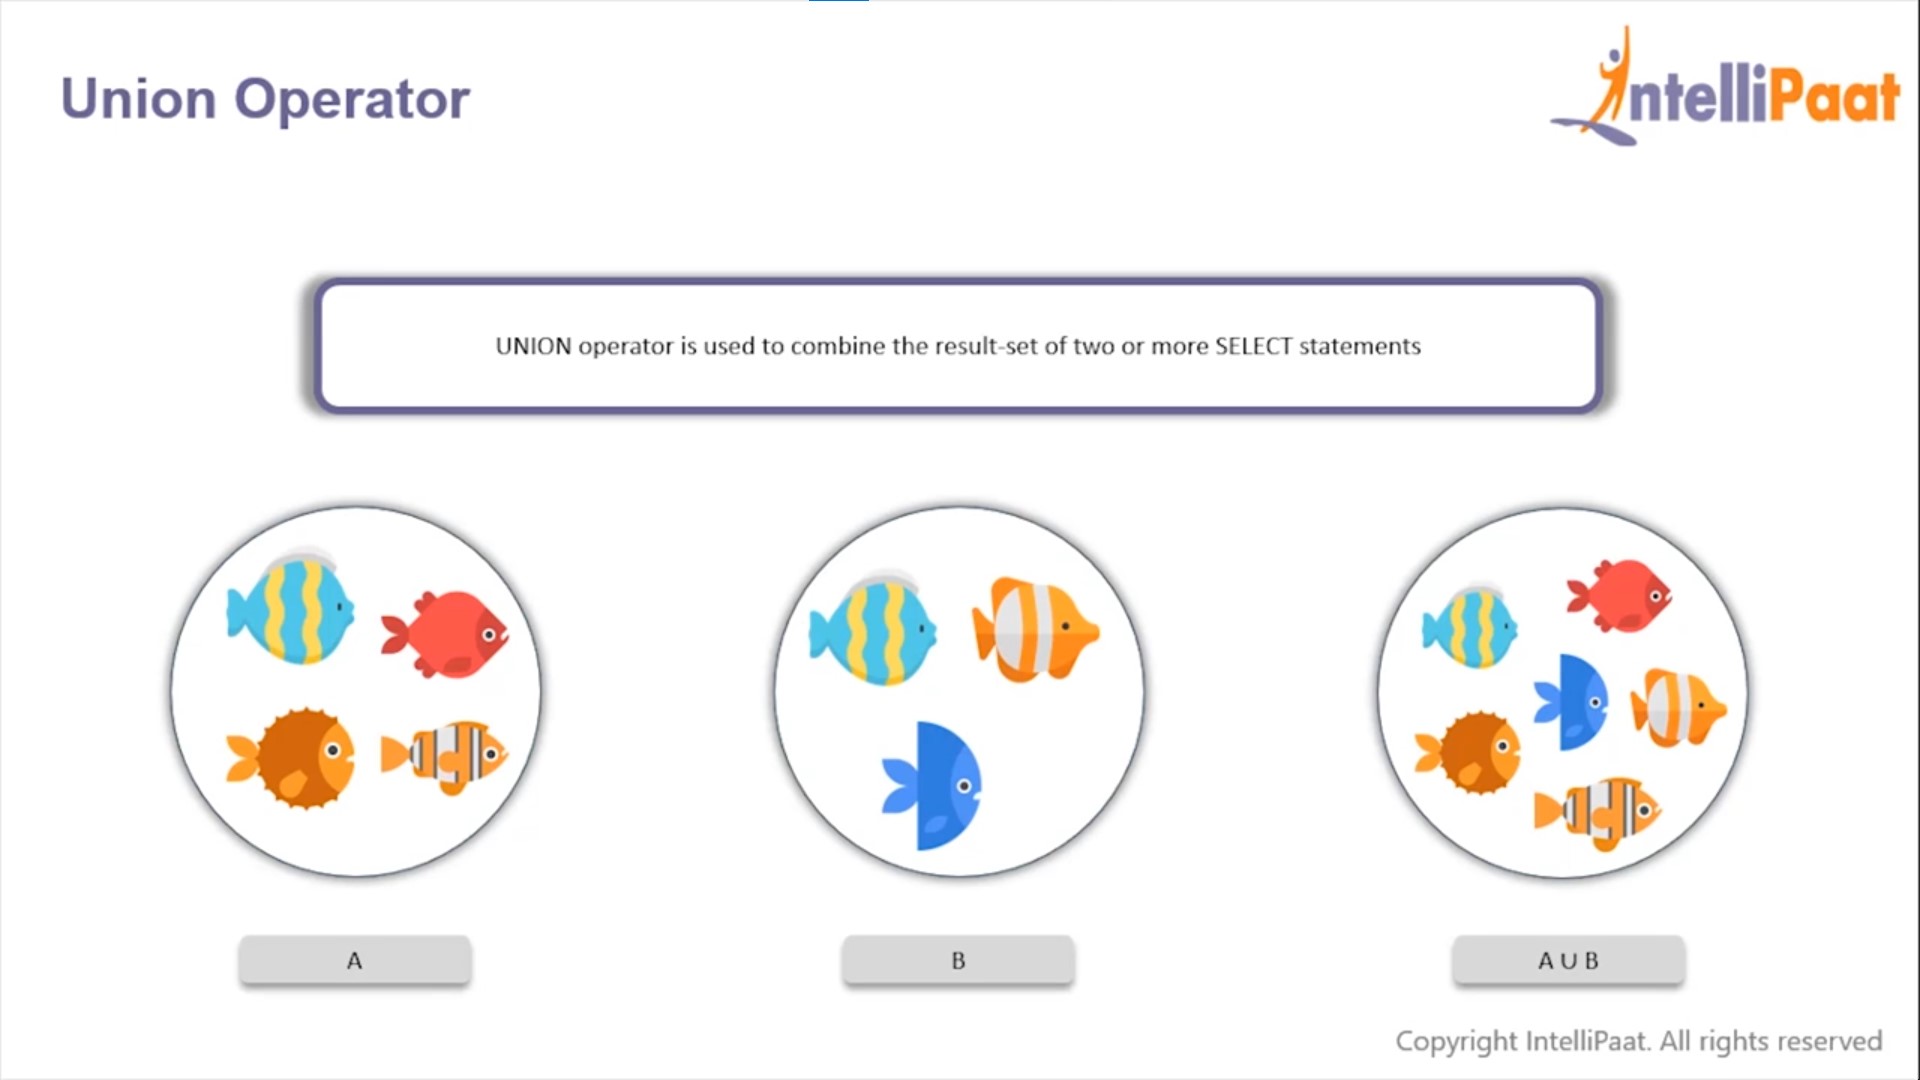 Union Operator
IntelliPaat
UNION operator is used to combine the result-set of two or more SELECT statements
A
B
A U B
Copyright IntelliPaat. All rights reserved